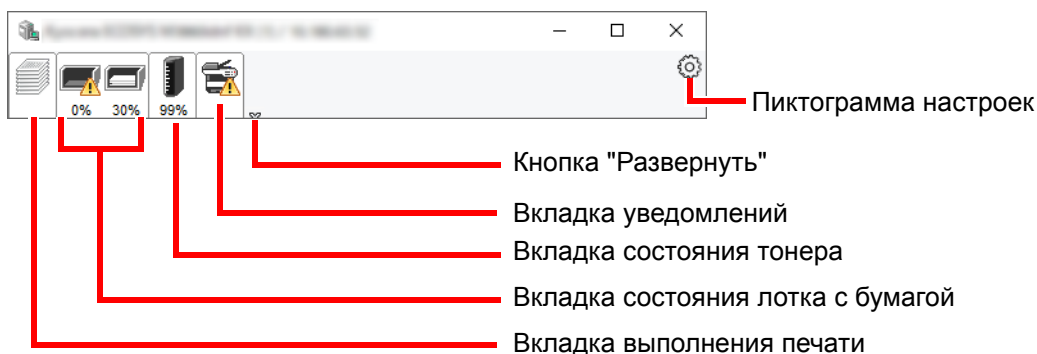 0% 30% 99%
Пиктограмма настроек
Кнопка "Развернуть"
Вкладка уведомлений
Вкладка состояния тонера
Вкладка состояния лотка с бумагой
Вкладка выполнения печати